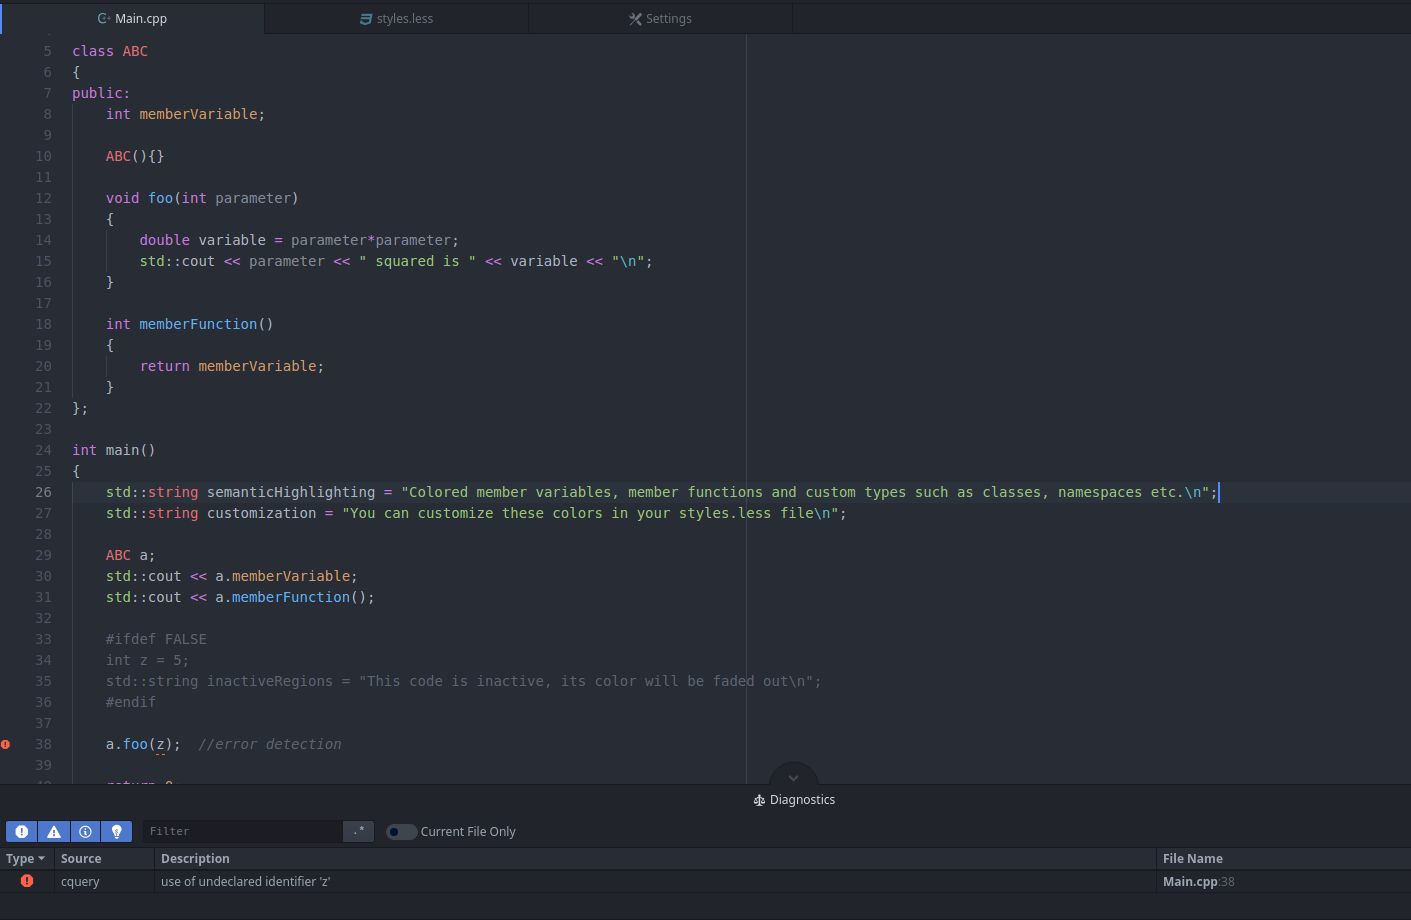 Main.cpp styles.less Settings
5 class ABC
6 {
7 public:
8     int memberVariable;
9
10     ABC(){}
11
12     void foo(int parameter)
13     {
14         double variable = parameter*parameter;
15         std::cout << parameter << " squared is " << variable << "\n";
16     }
17
18     int memberFunction()
19     {
20         return memberVariable;
21     }
22 };
23
24 int main()
25 {
26     std::string semanticHighlighting = "Colored member variables, member functions and custom types such as classes, namespaces etc.\n";
27     std::string customization = "You can customize these colors in your styles.less file\n";
28
29     ABC a;
30     std::cout << a.memberVariable;
31     std::cout << a.memberFunction();
32
33     #ifdef FALSE
34     int z = 5;
35     std::string inactiveRegions = "This code is inactive, its color will be faded out\n";
36     #endif
37
38     a.foo(z);  //error detection
39
Diagnostics
Filter .* Current File Only
Type Source Description File Name
cquery use of undeclared identifier 'z' Main.cpp:38